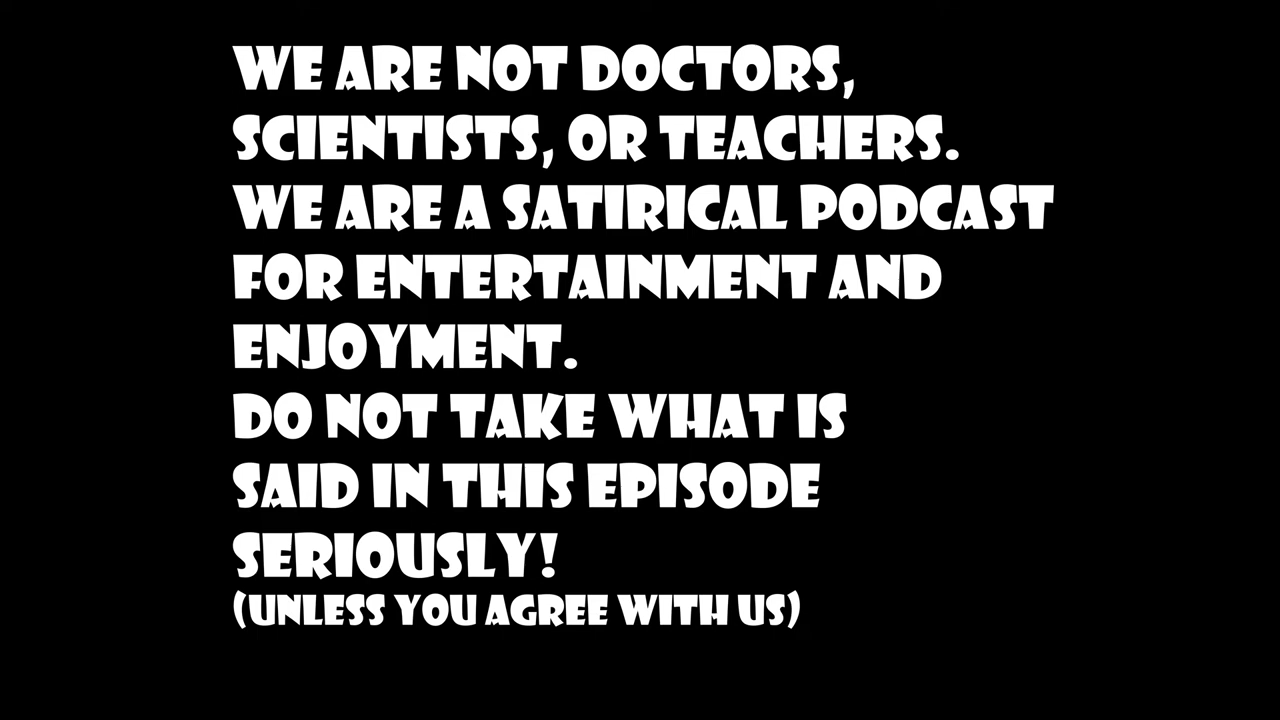 WE ARE NOT DOCTORS,
SCIENTISTS, OR TEACHERS.
WE ARE A SATIRICAL PODCAST
FOR ENTERTAINMENT AND
ENJOYMENT.
DO NOT TAKE WHAT IS
SAID IN THIS EPISODE
SERIOUSLY!
(UNLESS YOU AGREE WITH US)